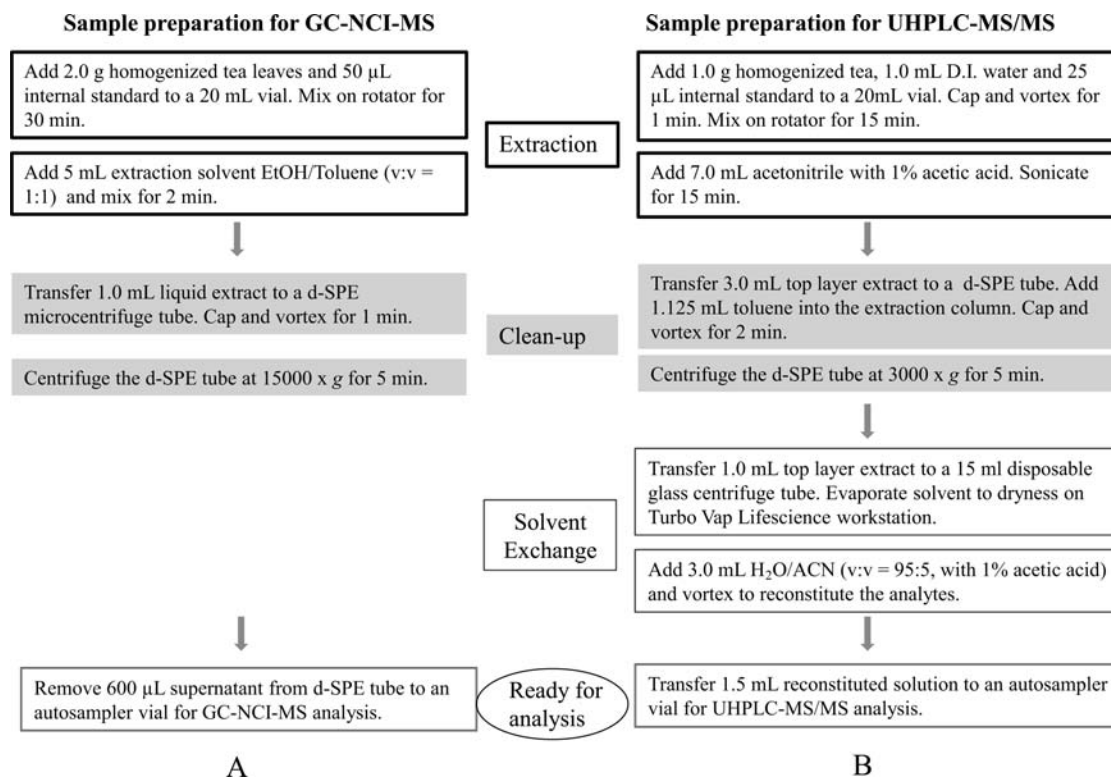 Sample preparation for GC-NCI-MS
Add 2.0 g homogenized tea leaves and 50 µL
internal standard to a 20 mL vial. Mix on rotator for
30 min.
Add 5 mL extraction solvent EtOH/Toluene (v:v =
1:1) and mix for 2 min.
Transfer 1.0 mL liquid extract to a d-SPE
microcentrifuge tube. Cap and vortex for 1 min.
Centrifuge the d-SPE tube at 15000 x g for 5 min.
Remove 600 µL supernatant from d-SPE tube to an
autosampler vial for GC-NCI-MS analysis.
A
Extraction
Clean-up
Solvent
Exchange
Ready for
analysis
Sample preparation for UHPLC-MS/MS
Add 1.0 g homogenized tea, 1.0 mL D.I. water and 25
µL internal standard to a 20mL vial. Cap and vortex for
1 min. Mix on rotator for 15 min.
Add 7.0 mL acetonitrile with 1% acetic acid. Sonicate
for 15 min.
Transfer 3.0 mL top layer extract to a d-SPE tube. Add
1.125 mL toluene into the extraction column. Cap and
vortex for 2 min.
Centrifuge the d-SPE tube at 3000 x g for 5 min.
Transfer 1.0 mL top layer extract to a 15 ml disposable
glass centrifuge tube. Evaporate solvent to dryness on
Turbo Vap Lifescience workstation.
Add 3.0 mL H₂O/ACN (v:v = 95:5, with 1% acetic acid)
and vortex to reconstitute the analytes.
Transfer 1.5 mL reconstituted solution to an autosampler
vial for UHPLC-MS/MS analysis.
B